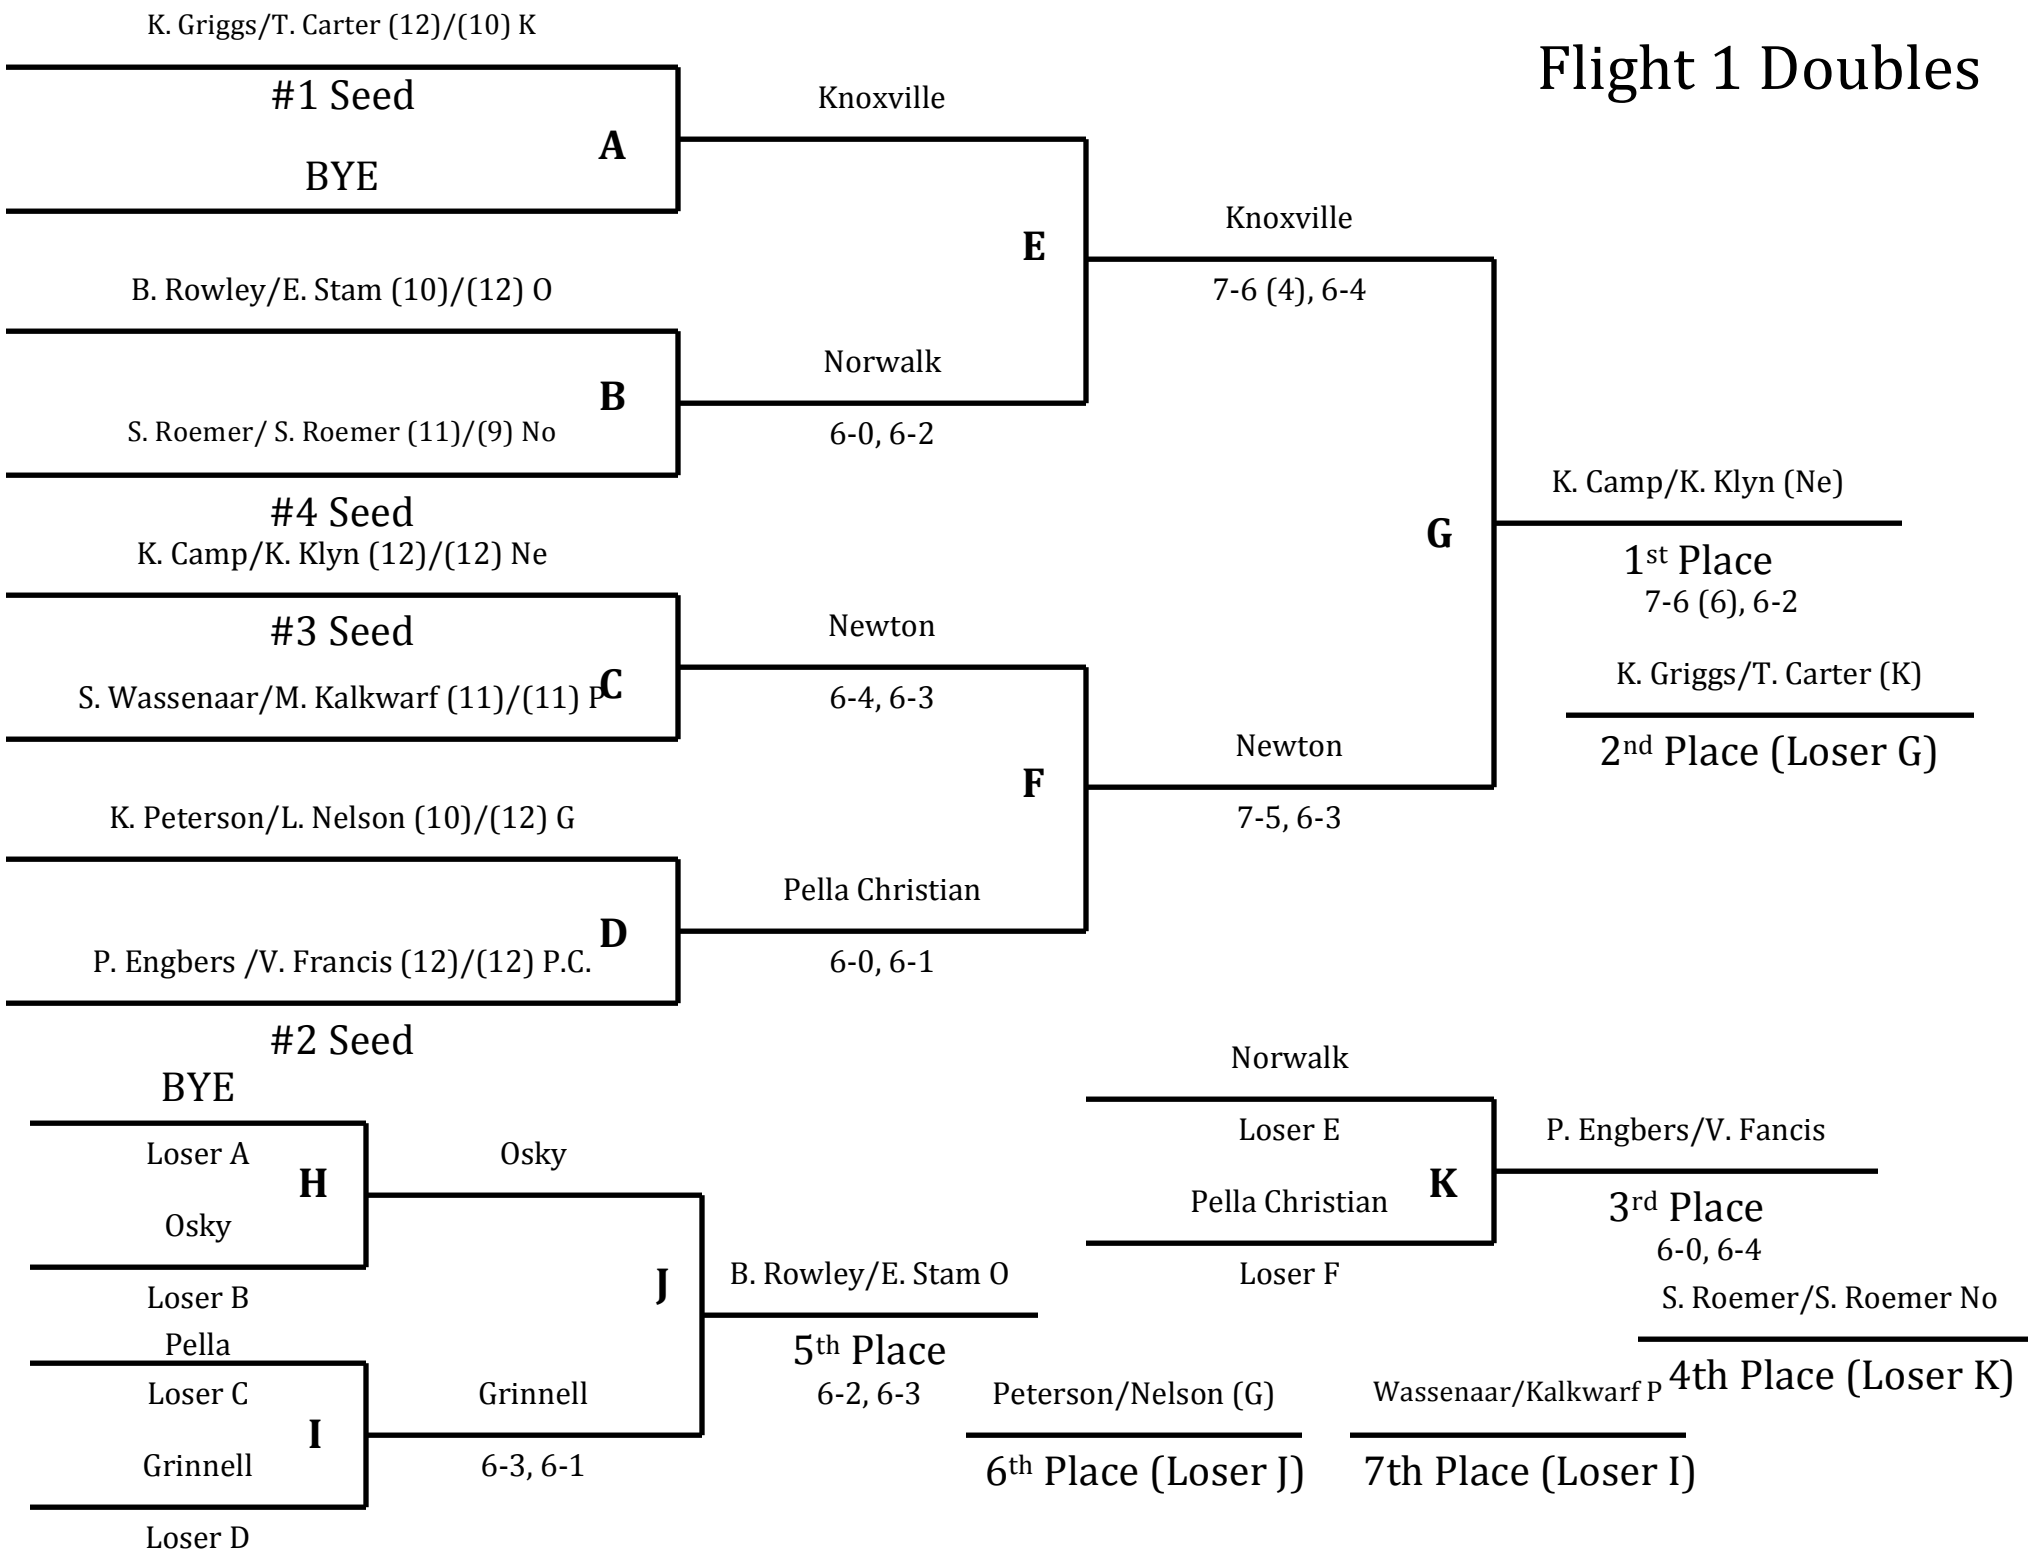 K. Griggs/T. Carter (12)/(10) K
Flight 1 Doubles
#1 Seed
Knoxville
A
BYE
Knoxville
E
7-6 (4), 6-4
B. Rowley/E. Stam (10)/(12) O
Norwalk
B
6-0, 6-2
S. Roemer/ S. Roemer (11)/(9) No
#4 Seed
K. Camp/K. Klyn (Ne)
G
1st Place
7-6 (6), 6-2
K. Camp/K. Klyn (12)/(12) Ne
#3 Seed
Newton
C
6-4, 6-3
S. Wassenaar/M. Kalkwarf (11)/(11) P
K. Griggs/T. Carter (K)
2nd Place (Loser G)
Newton
F
7-5, 6-3
K. Peterson/L. Nelson (10)/(12) G
Pella Christian
D
6-0, 6-1
P. Engbers /V. Francis (12)/(12) P.C.
#2 Seed
BYE
Loser A
H
Osky
Osky
Loser B
Pella
Loser C
I
Grinnell
Grinnell
6-3, 6-1
Loser D
J
B. Rowley/E. Stam O
5th Place
6-2, 6-3
Peterson/Nelson (G)
6th Place (Loser J)
Wassenaar/Kalkwarf P
7th Place (Loser I)
Norwalk
Loser E
K
Pella Christian
Loser F
P. Engbers/V. Fancis
3rd Place
6-0, 6-4
S. Roemer/S. Roemer No
4th Place (Loser K)